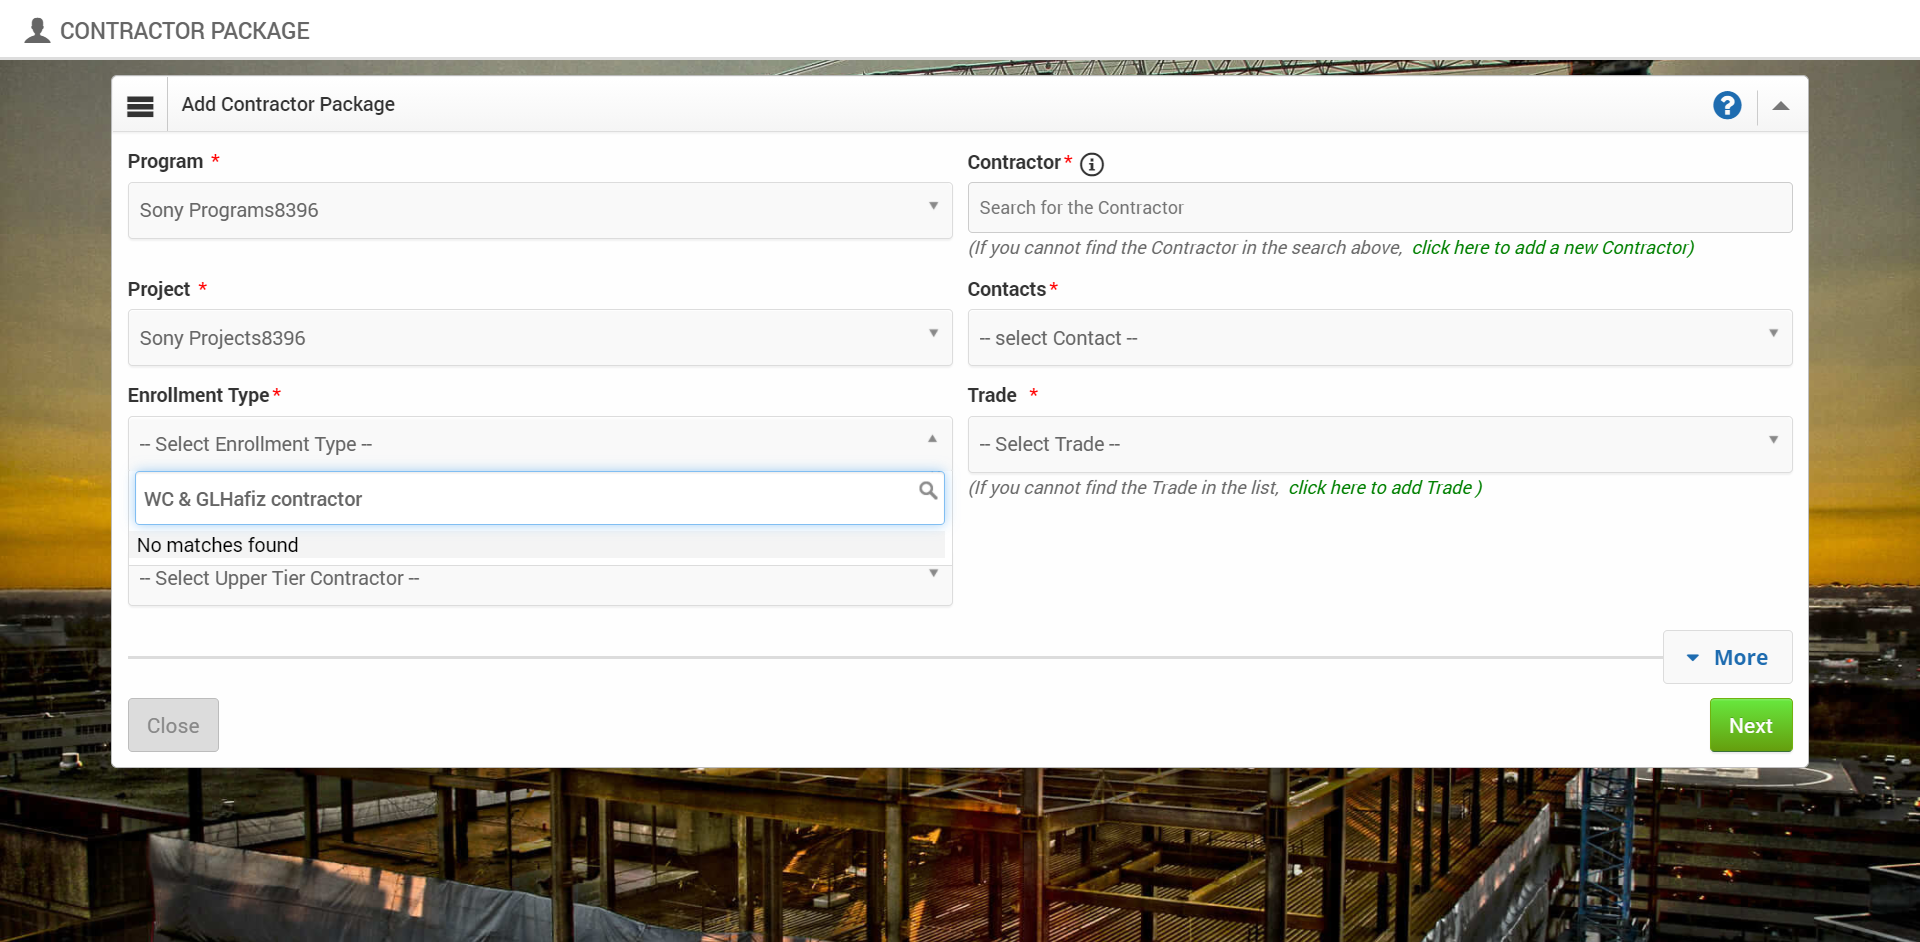 CONTRACTOR PACKAGE
Add Contractor Package
?
Program *
Sony Programs8396
Contractor* i
Search for the Contractor
(If you cannot find the Contractor in the search above, click here to add a new Contractor)
Project *
Sony Projects8396
Contacts*
-- select Contact --
Enrollment Type*
-- Select Enrollment Type --
WC & GLHafiz contractor
No matches found
-- Select Upper Tier Contractor --
Trade *
-- Select Trade --
(If you cannot find the Trade in the list, click here to add Trade )
More
Close
Next